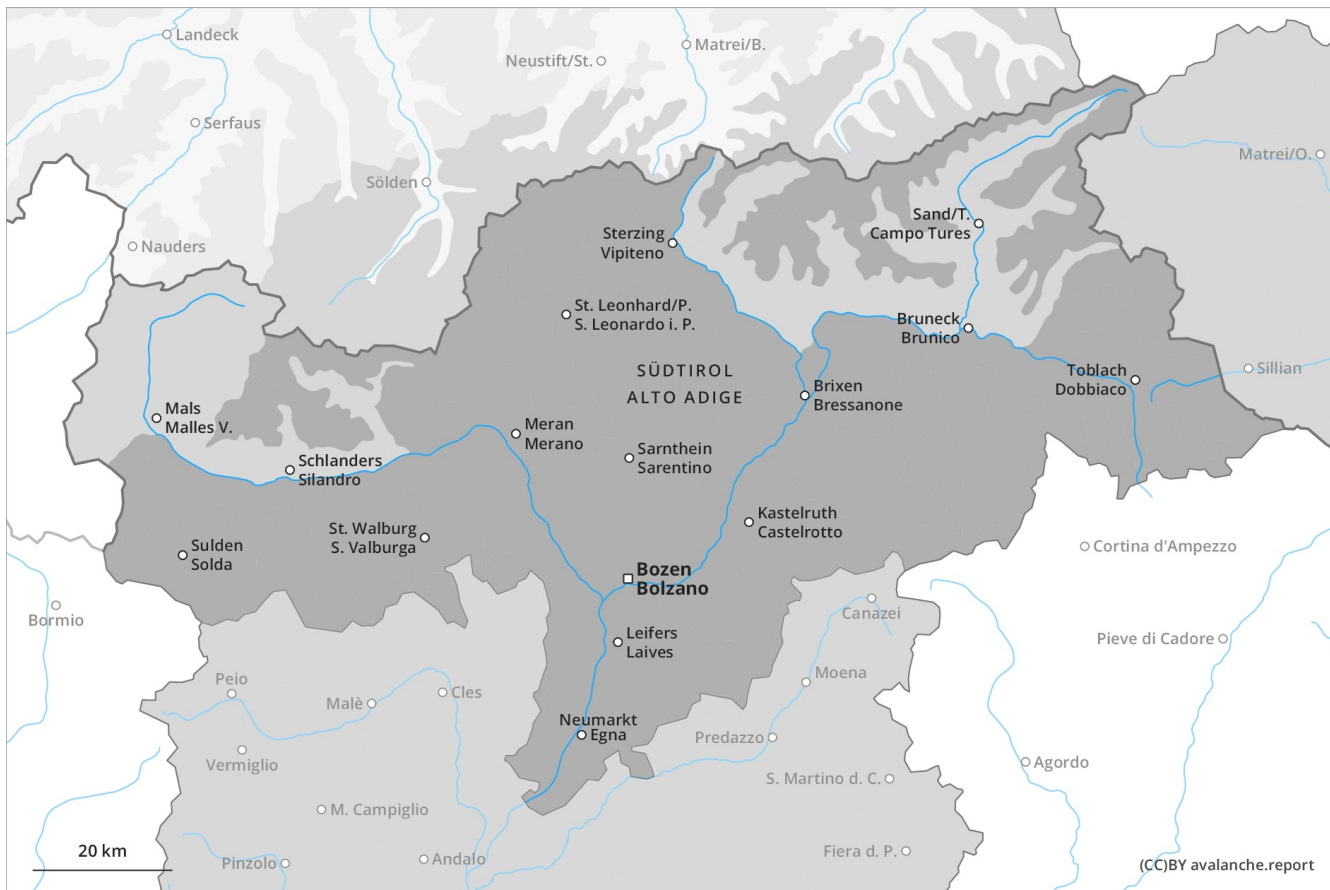 Landeck
Matrei/B.
Neustift/St.
Serfaus
Matrei/O.
Sölden
Nauders
Sand/T.
Campo Tures
Sterzing
Vipiteno
St. Leonhard/P.
S. Leonardo i. P.
Bruneck
Brunico
SÜDTIROL
ALTO ADIGE
Toblach
Dobbiaco
Sillian
Brixen
Bressanone
Mals
Malles V.
Meran
Merano
Sarnthein
Sarentino
Schlanders
Silandro
Kastelruth
Castelrotto
St. Walburg
S. Valburga
Sulden
Solda
Cortina d'Ampezzo
Bozen
Bolzano
Bormio
Canazei
Leifers
Laives
Pieve di Cadore
Peio
Malè
Cles
Moena
Neumarkt
Egna
Predazzo
Vermiglio
Agordo
S. Martino d. C.
M. Campiglio
20 km
Pinzolo
Andalo
Fiera d. P.
(CC)BY avalanche.report